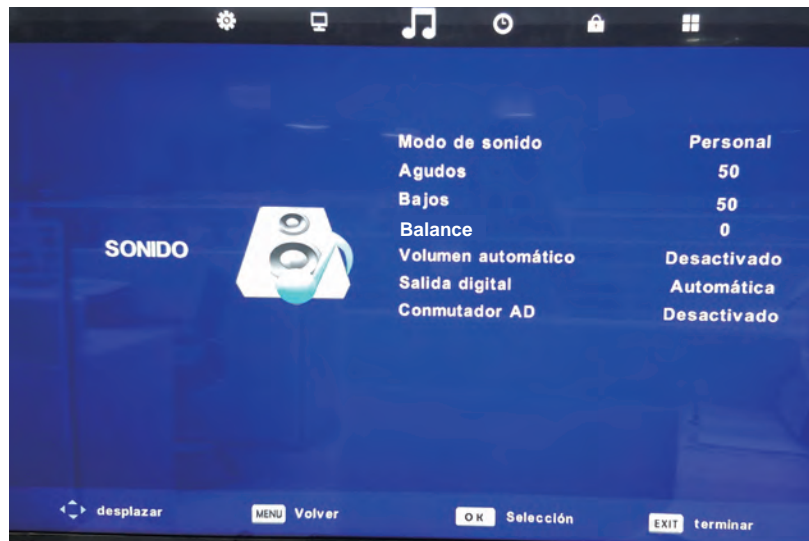 Modo de sonido Personal
Agudos 50
Bajos 50
Balance 0
SONIDO
Volumen automático Desactivado
Salida digital Automática
Conmutador AD Desactivado
desplazar MENU Volver OK Selección EXIT terminar